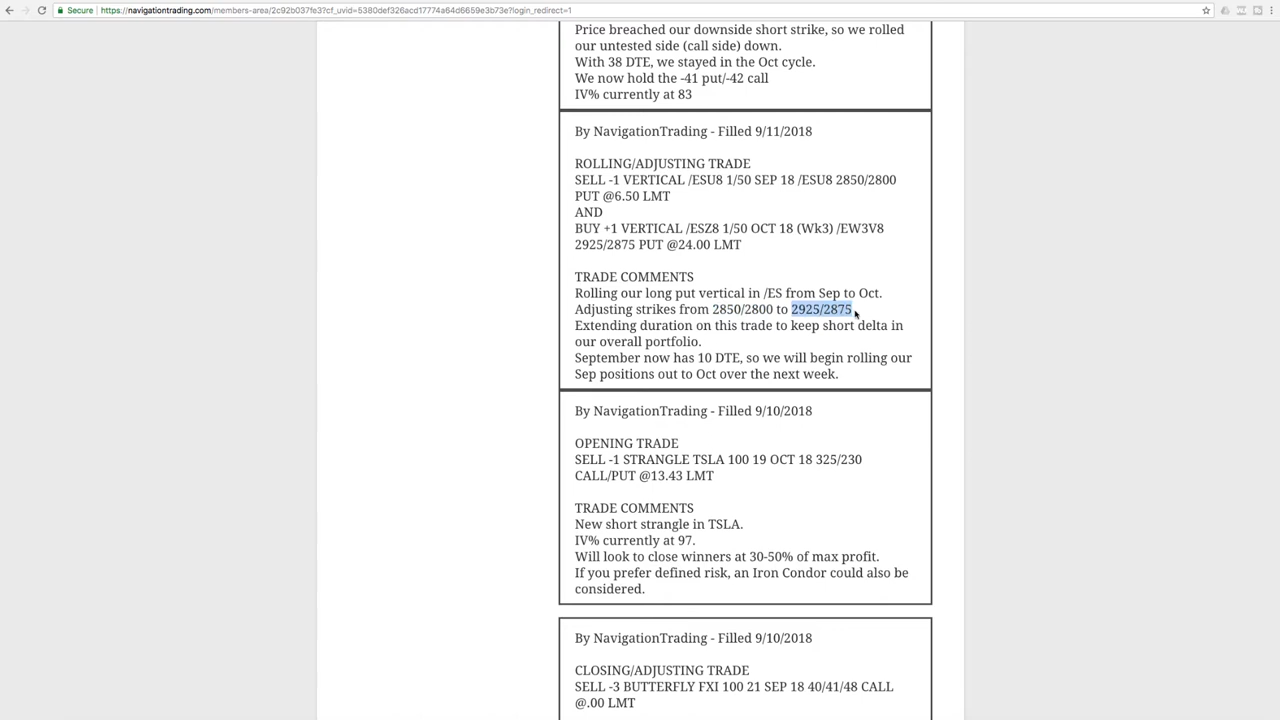 Secure | https://navigationtrading.com/members-area/2c92b037fe3?cf_uvid=5380def326acd17774a64d6659e3b73e?login_redirect=1
Price breached our downside short strike, so we rolled
our untested side (call side) down.
With 38 DTE, we stayed in the Oct cycle.
We now hold the -41 put/-42 call
IV% currently at 83
By NavigationTrading - Filled 9/11/2018
ROLLING/ADJUSTING TRADE
SELL -1 VERTICAL /ESU8 1/50 SEP 18 /ESU8 2850/2800
PUT @6.50 LMT
AND
BUY +1 VERTICAL /ESZ8 1/50 OCT 18 (Wk3) /EW3V8
2925/2875 PUT @24.00 LMT
TRADE COMMENTS
Rolling our long put vertical in /ES from Sep to Oct.
Adjusting strikes from 2850/2800 to 2925/2875
Extending duration on this trade to keep short delta in
our overall portfolio.
September now has 10 DTE, so we will begin rolling our
Sep positions out to Oct over the next week.
By NavigationTrading - Filled 9/10/2018
OPENING TRADE
SELL -1 STRANGLE TSLA 100 19 OCT 18 325/230
CALL/PUT @13.43 LMT
TRADE COMMENTS
New short strangle in TSLA.
IV% currently at 97.
Will look to close winners at 30-50% of max profit.
If you prefer defined risk, an Iron Condor could also be
considered.
By NavigationTrading - Filled 9/10/2018
CLOSING/ADJUSTING TRADE
SELL -3 BUTTERFLY FXI 100 21 SEP 18 40/41/48 CALL
@.00 LMT